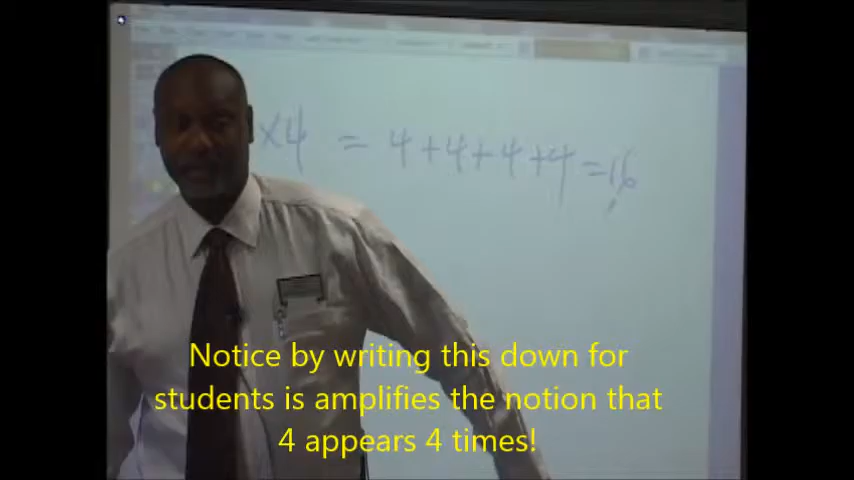 ×4 = 4+4+4+4=16
Notice by writing this down for
students is amplifies the notion that
4 appears 4 times!